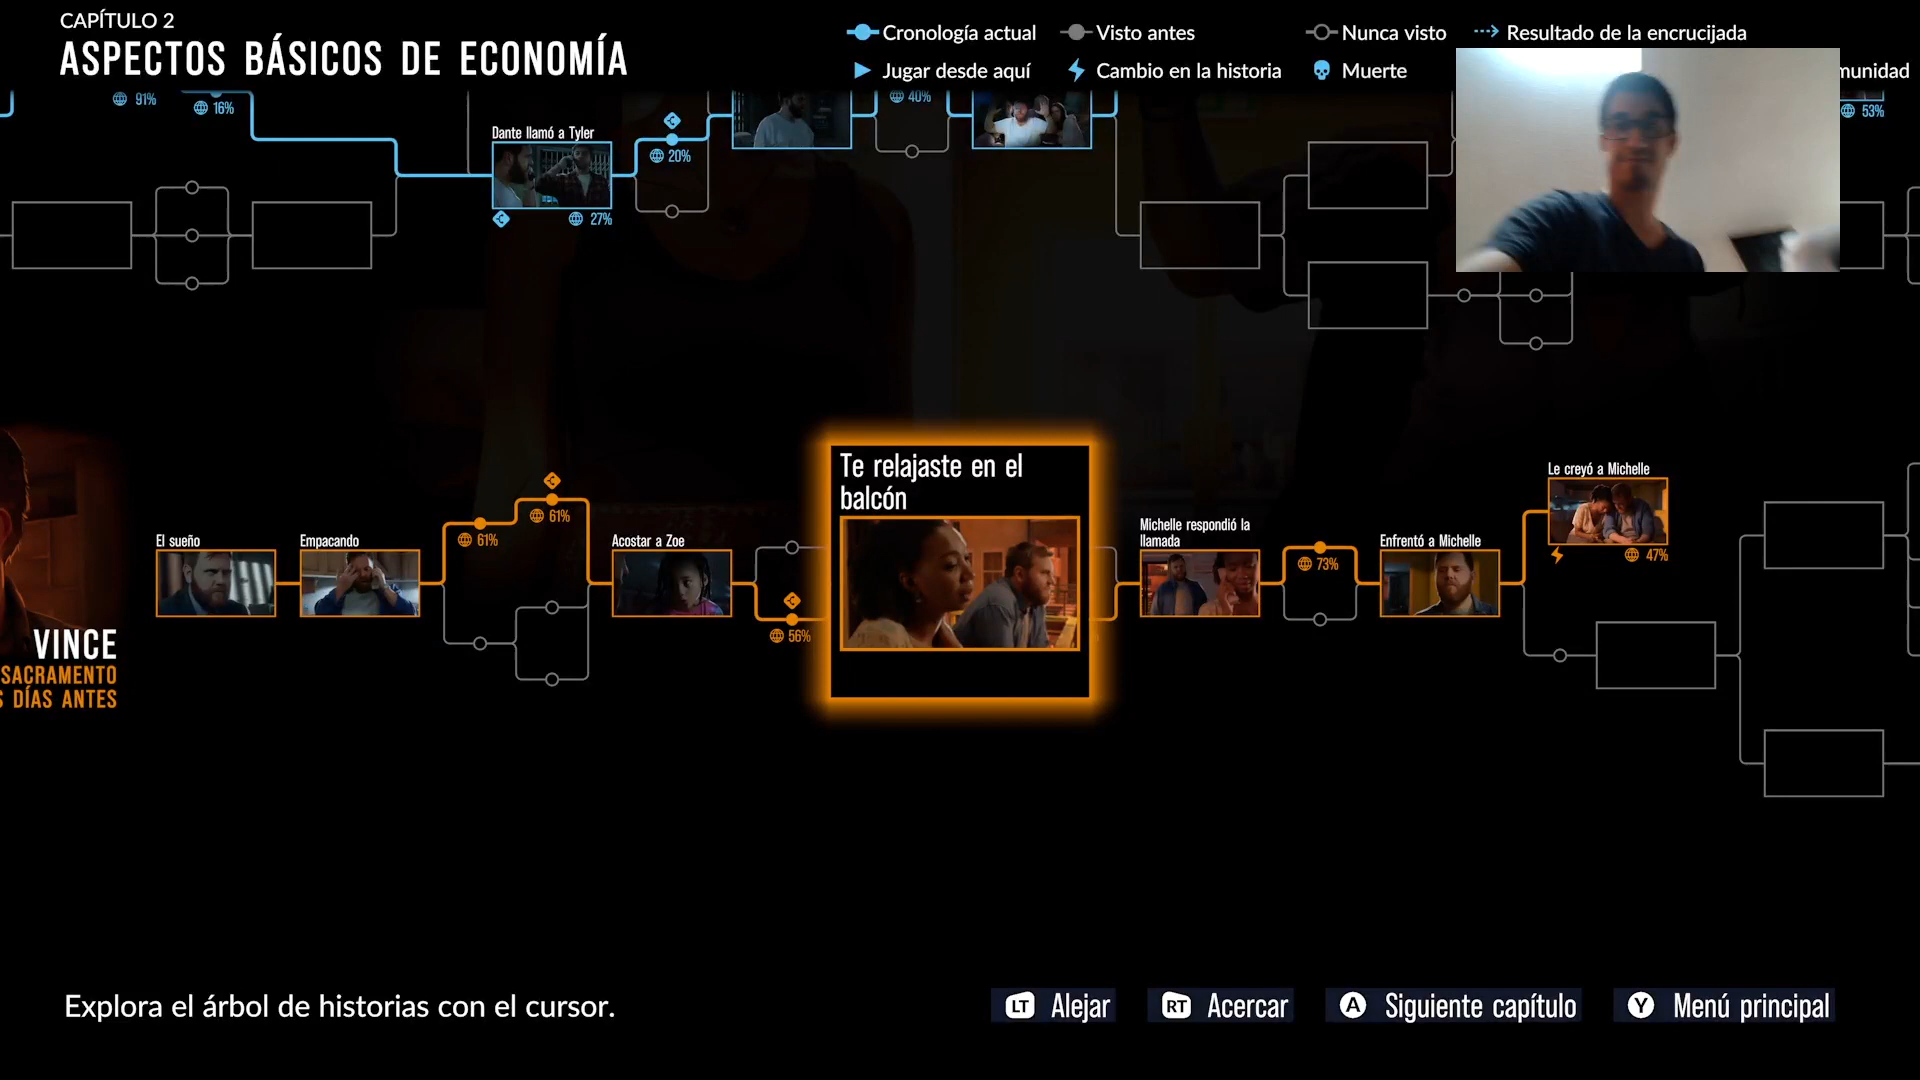 CAPÍTULO 2
ASPECTOS BÁSICOS DE ECONOMÍA
Cronología actual
Visto antes
Nunca visto
Resultado de la encrucijada
Jugar desde aquí
Cambio en la historia
Muerte
munidad
91%
16%
40%
53%
Dante llamó a Tyler
20%
27%
VINCE
SACRAMENTO
DÍAS ANTES
El sueño
Empacando
61%
61%
Acostar a Zoe
56%
Te relajaste en el
balcón
Michelle respondió la
llamada
73%
Enfrentó a Michelle
Le creyó a Michelle
47%
Explora el árbol de historias con el cursor.
LT Alejar
RT Acercar
A Siguiente capítulo
Y Menú principal